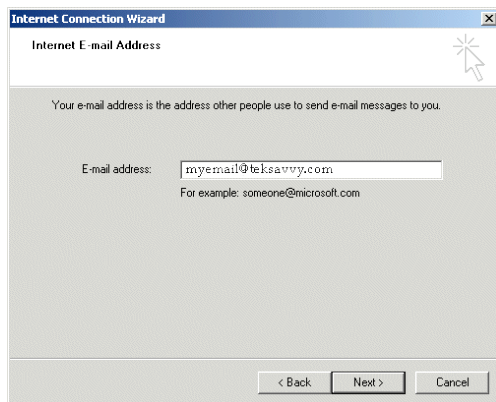 Internet Connection Wizard
Internet E-mail Address
Your e-mail address is the address other people use to send e-mail messages to you.
E-mail address: myemail@teksavvy.com
For example: someone@microsoft.com
< Back Next > Cancel